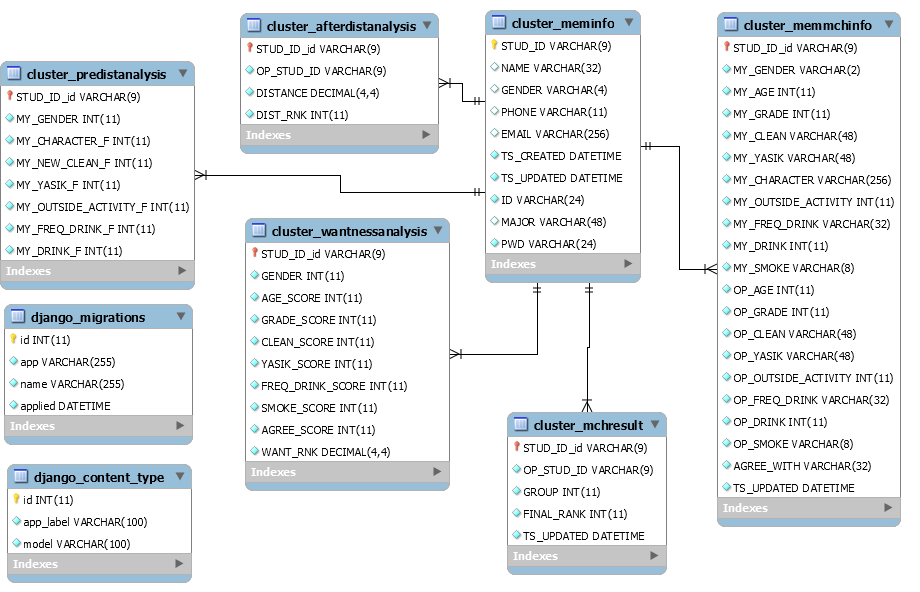 cluster_afterdistanalysis
STUD_ID_id VARCHAR(9)
OP_STUD_ID VARCHAR(9)
DISTANCE DECIMAL(4,4)
DIST_RNK INT(11)
Indexes
cluster_meminfo
STUD_ID VARCHAR(9)
NAME VARCHAR(32)
GENDER VARCHAR(4)
PHONE VARCHAR(11)
EMAIL VARCHAR(256)
TS_CREATED DATETIME
TS_UPDATED DATETIME
ID VARCHAR(24)
MAJOR VARCHAR(48)
PWD VARCHAR(24)
Indexes
cluster_memmchinfo
STUD_ID_id VARCHAR(9)
MY_GENDER VARCHAR(2)
MY_AGE INT(11)
MY_GRADE INT(11)
MY_CLEAN VARCHAR(48)
MY_YASIK VARCHAR(48)
MY_CHARACTER VARCHAR(256)
MY_OUTSIDE_ACTIVITY INT(11)
MY_FREQ_DRINK VARCHAR(32)
MY_DRINK INT(11)
MY_SMOKE VARCHAR(8)
OP_AGE INT(11)
OP_GRADE INT(11)
OP_CLEAN VARCHAR(48)
OP_YASIK VARCHAR(48)
OP_OUTSIDE_ACTIVITY INT(11)
OP_FREQ_DRINK VARCHAR(32)
OP_DRINK INT(11)
OP_SMOKE VARCHAR(8)
AGREE_WITH VARCHAR(32)
TS_UPDATED DATETIME
Indexes
cluster_predistanalysis
STUD_ID_id VARCHAR(9)
MY_GENDER INT(11)
MY_CHARACTER_F INT(11)
MY_NEW_CLEAN_F INT(11)
MY_YASIK_F INT(11)
MY_OUTSIDE_ACTIVITY_F INT(11)
MY_FREQ_DRINK_F INT(11)
MY_DRINK_F INT(11)
Indexes
cluster_wantnessanalysis
STUD_ID_id VARCHAR(9)
GENDER INT(11)
AGE_SCORE INT(11)
GRADE_SCORE INT(11)
CLEAN_SCORE INT(11)
YASIK_SCORE INT(11)
FREQ_DRINK_SCORE INT(11)
SMOKE_SCORE INT(11)
AGREE_SCORE INT(11)
WANT_RNK DECIMAL(4,4)
Indexes
django_migrations
id INT(11)
app VARCHAR(255)
name VARCHAR(255)
applied DATETIME
Indexes
cluster_mchresult
STUD_ID_id VARCHAR(9)
OP_STUD_ID VARCHAR(9)
GROUP INT(11)
FINAL_RANK INT(11)
TS_UPDATED DATETIME
Indexes
django_content_type
id INT(11)
app_label VARCHAR(100)
model VARCHAR(100)
Indexes